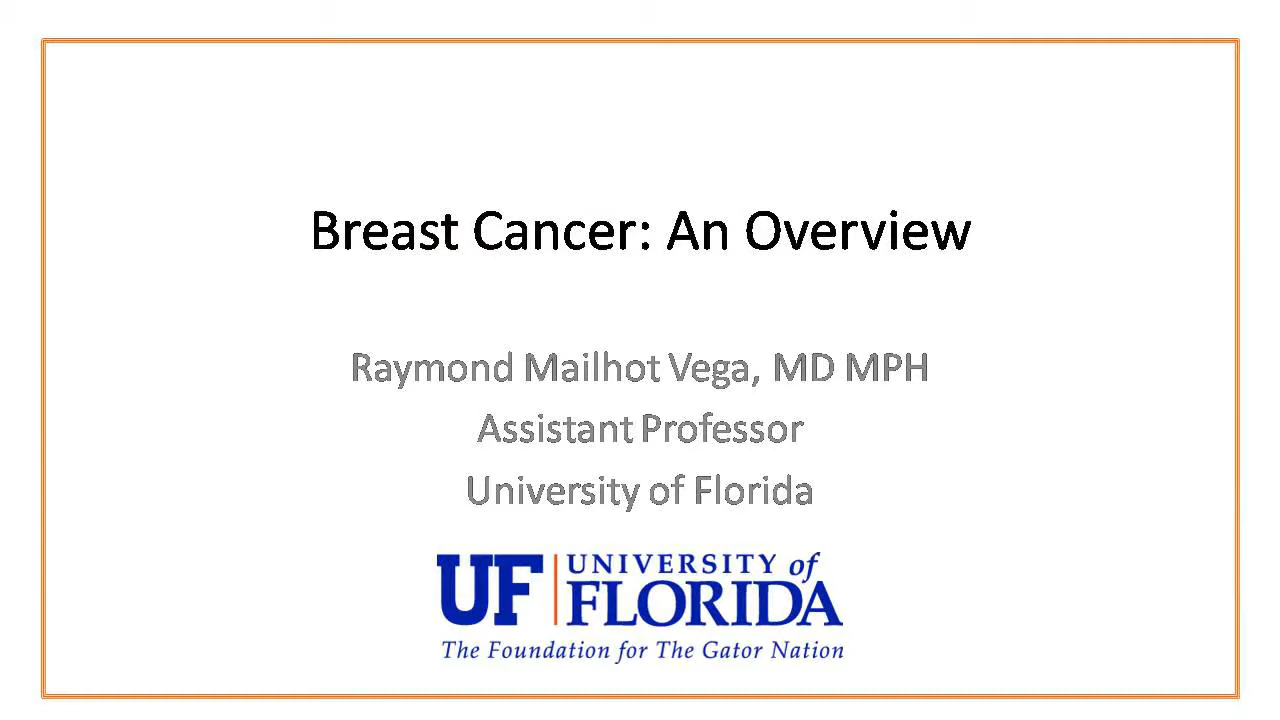 Breast Cancer: An Overview
Raymond Mailhot Vega, MD MPH
Assistant Professor
University of Florida
UF UNIVERSITY of
FLORIDA
The Foundation for The Gator Nation